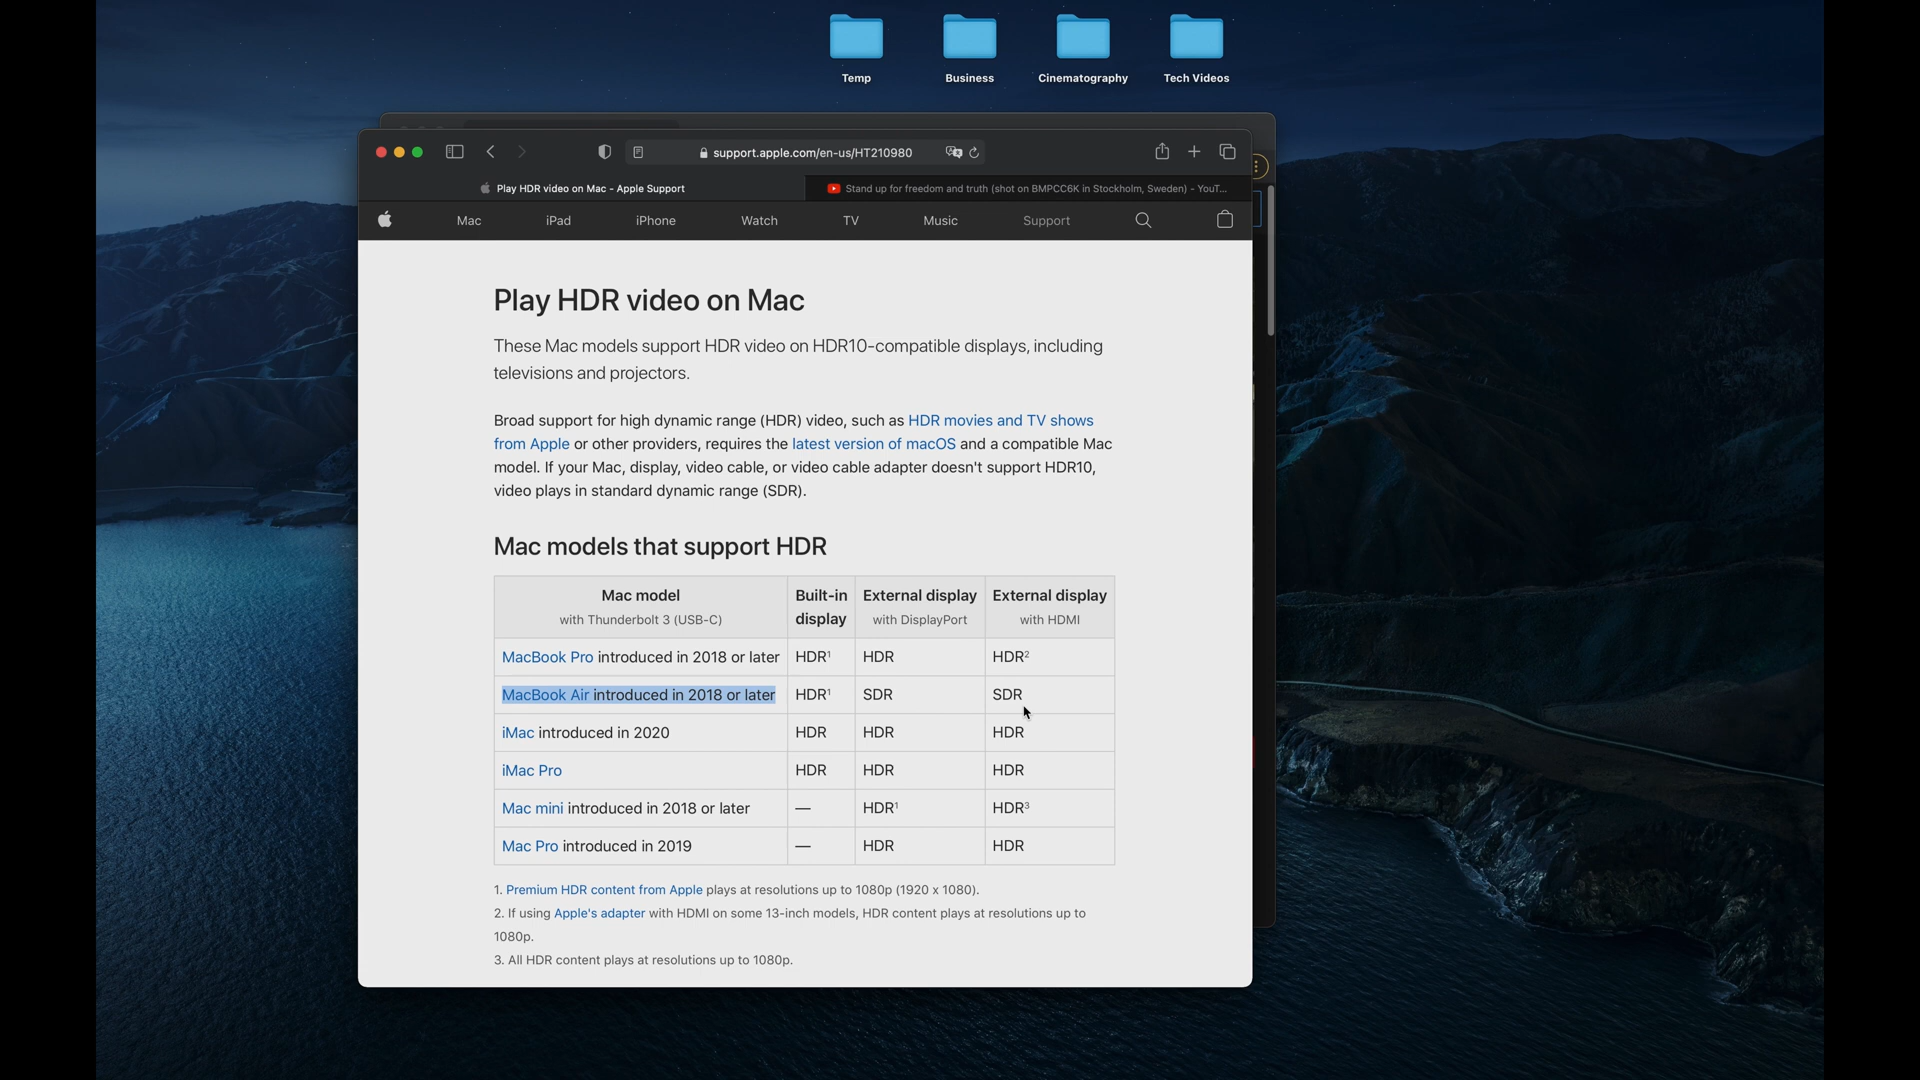 Temp
Business
Cinematography
Tech Videos
support.apple.com/en-us/HT210980
Play HDR video on Mac - Apple Support
Stand up for freedom and truth (shot on BMPCC6K in Stockholm, Sweden) - YouT...
Mac
iPad
iPhone
Watch
TV
Music
Support
Play HDR video on Mac
These Mac models support HDR video on HDR10-compatible displays, including
televisions and projectors.
Broad support for high dynamic range (HDR) video, such as HDR movies and TV shows
from Apple or other providers, requires the latest version of macOS and a compatible Mac
model. If your Mac, display, video cable, or video cable adapter doesn't support HDR10,
video plays in standard dynamic range (SDR).
Mac models that support HDR
Mac model
with Thunderbolt 3 (USB-C)
Built-in
display
External display
with DisplayPort
External display
with HDMI
MacBook Pro introduced in 2018 or later HDR¹ HDR HDR²
MacBook Air introduced in 2018 or later HDR¹ SDR SDR
iMac introduced in 2020 HDR HDR HDR
iMac Pro HDR HDR HDR
Mac mini introduced in 2018 or later — HDR¹ HDR³
Mac Pro introduced in 2019 — HDR HDR
1. Premium HDR content from Apple plays at resolutions up to 1080p (1920 x 1080).
2. If using Apple's adapter with HDMI on some 13-inch models, HDR content plays at resolutions up to
1080p.
3. All HDR content plays at resolutions up to 1080p.